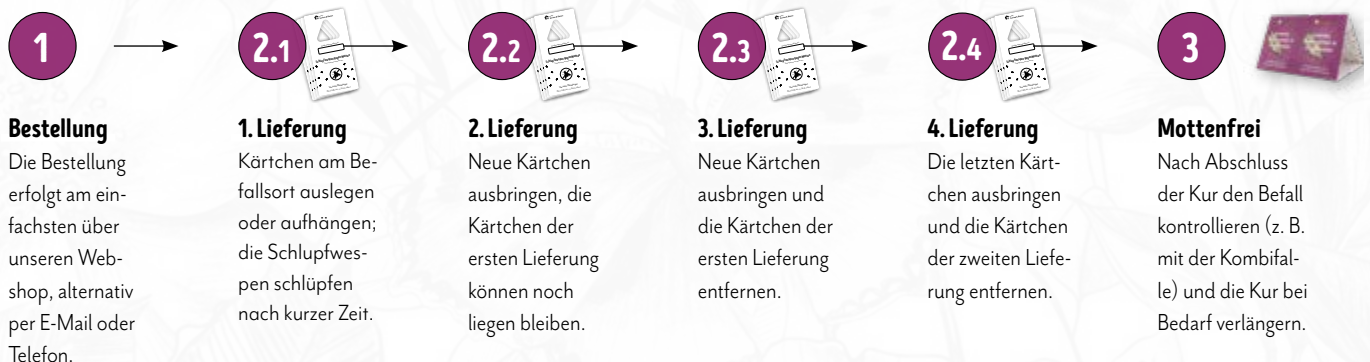 1
Bestellung
Die Bestellung
erfolgt am ein-
fachsten über
unseren Web-
shop, alternativ
per E-Mail oder
Telefon.
2.1
1. Lieferung
Kärtchen am Be-
fallsort auslegen
oder aufhängen;
die Schlupfwes-
pen schlüpfen
nach kurzer Zeit.
2.2
2. Lieferung
Neue Kärtchen
ausbringen, die
Kärtchen der
ersten Lieferung
können noch
liegen bleiben.
2.3
3. Lieferung
Neue Kärtchen
ausbringen und
die Kärtchen der
ersten Lieferung
entfernen.
2.4
4. Lieferung
Die letzten Kärt-
chen ausbringen
und die Kärtchen
der zweiten Liefe-
rung entfernen.
3
Mottenfrei
Nach Abschluss
der Kur den Befall
kontrollieren (z. B.
mit der Kombifal-
le) und die Kur bei
Bedarf verlängern.